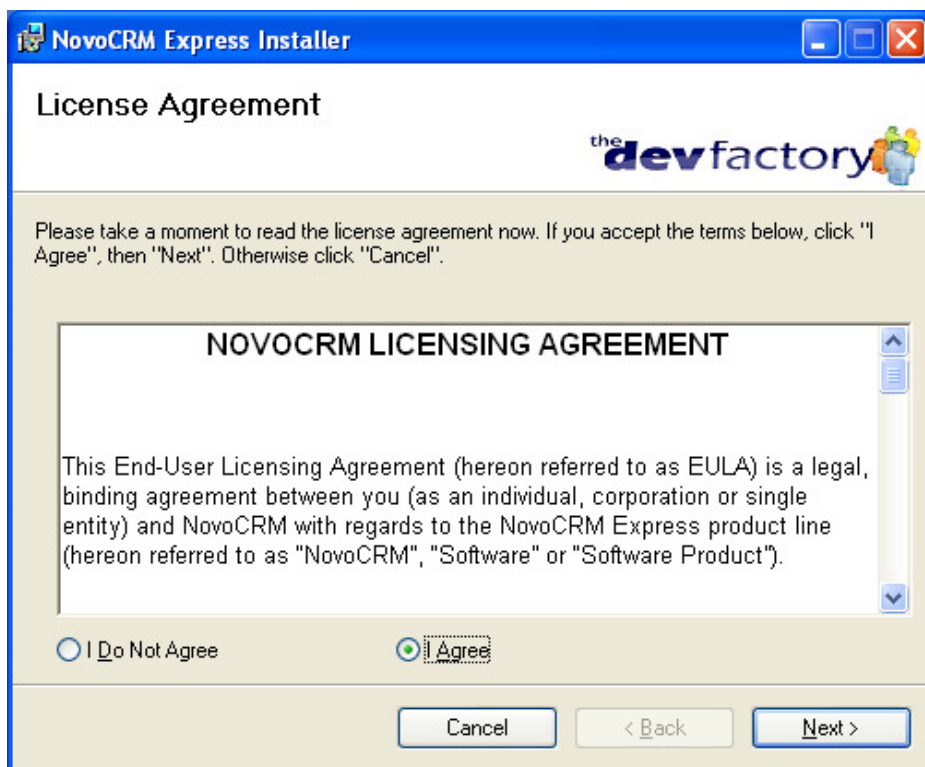 NovoCRM Express Installer
License Agreement
the devfactory
Please take a moment to read the license agreement now. If you accept the terms below, click "I
Agree", then "Next". Otherwise click "Cancel".
NOVOCRM LICENSING AGREEMENT
This End-User Licensing Agreement (hereon referred to as EULA) is a legal,
binding agreement between you (as an individual, corporation or single
entity) and NovoCRM with regards to the NovoCRM Express product line
(hereon referred to as "NovoCRM", "Software" or "Software Product").
I Do Not Agree
I Agree
Cancel
< Back
Next >